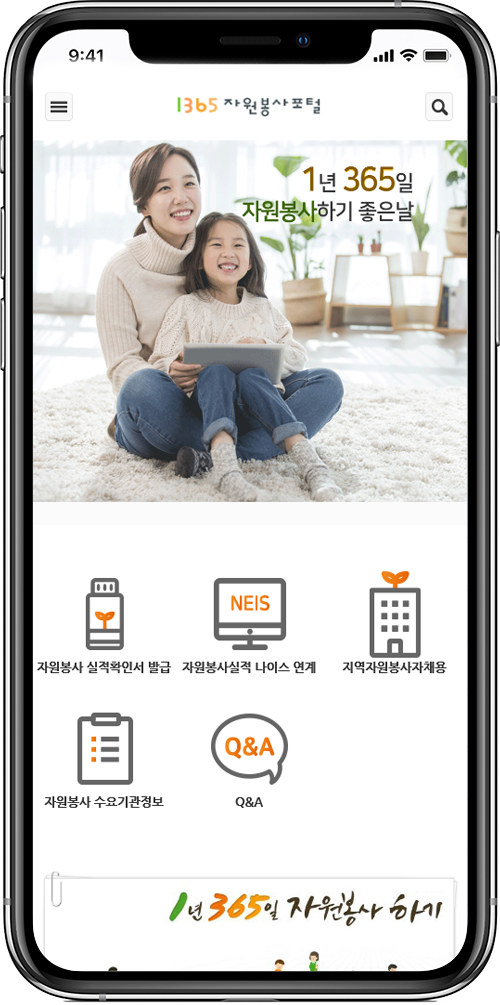 9:41
1365 자원봉사포털
1년 365일
자원봉사하기 좋은날
NEIS
자원봉사 실적확인서 발급
자원봉사실적 나이스 연계
지역자원봉사자채용
Q&A
자원봉사 수요기관정보
Q&A
1년 365일 자원봉사 하기